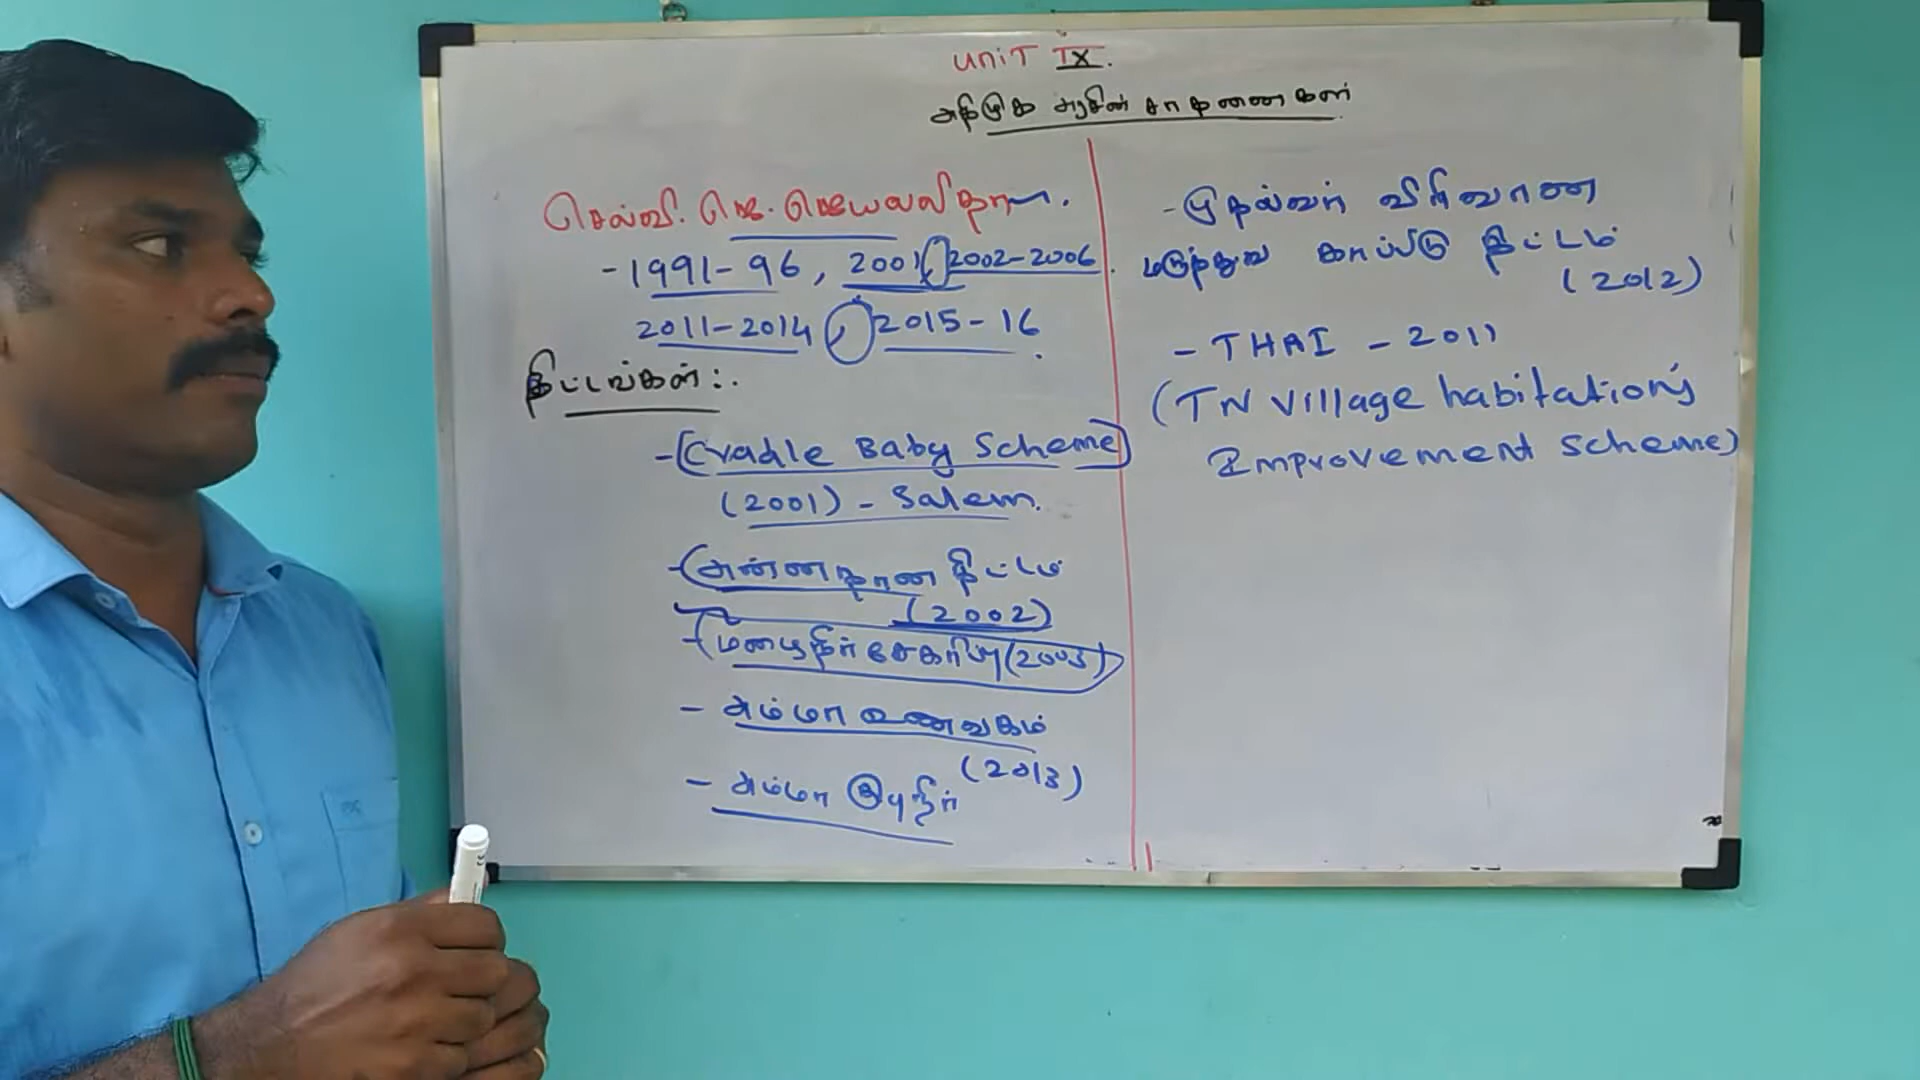 UNIT IX.
அதிமுக அரசின் சாதனைகள்
செல்வி. ஜெ. ஜெயலலிதா.
- 1991-96, 2001, 2002-2006.
2011-2014, 2015-16.
திட்டங்கள்:.
- Cradle Baby Scheme
(2001) - Salem.
- அன்னதான திட்டம்
(2002)
- மழைநீர் சேகரிப்பு (2003)
- அம்மா உணவகம்
(2013)
- அம்மா குடிநீர்
- முதல்வர் விரிவான
மருத்துவ காப்பீடு திட்டம்
(2012)
- THAI - 2011
(TN Village habitation's
Improvement Scheme)